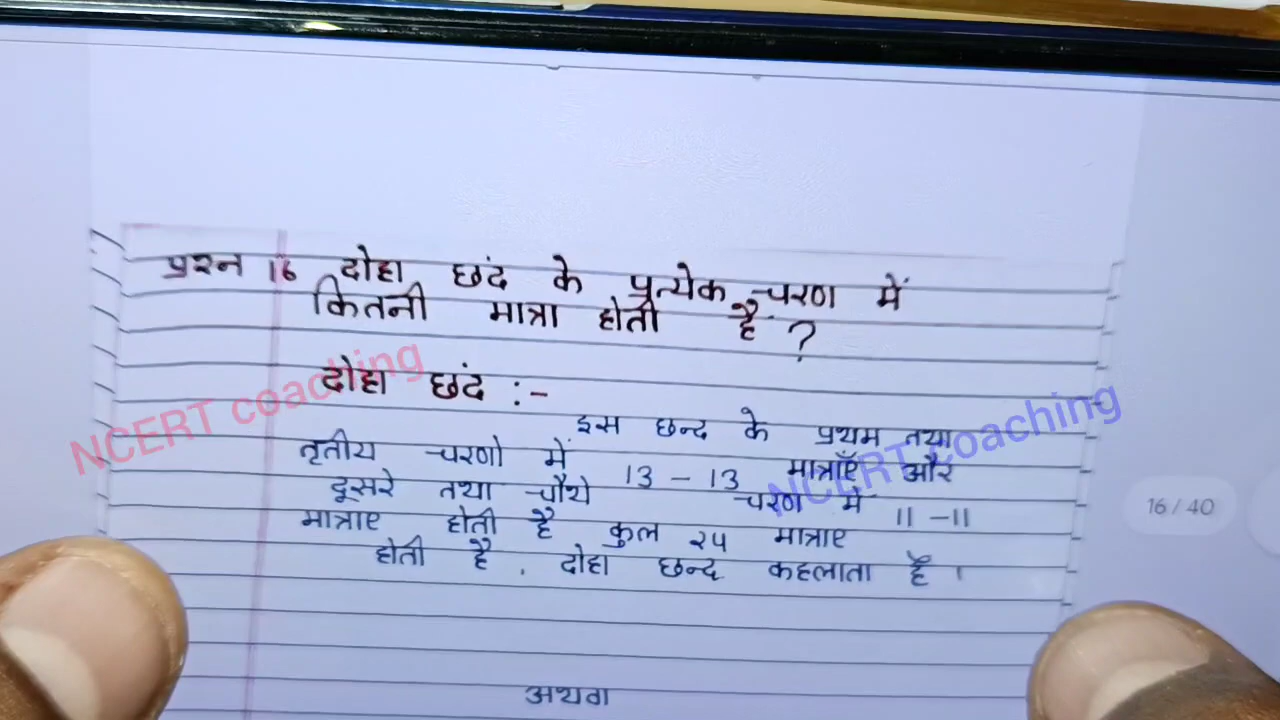 प्रश्न 16 दोहा छंद के प्रत्येक चरण में
कितनी मात्रा होती है ?
दोहा छंद :-
इस छन्द के प्रथम तथा
तृतीय चरणो में 13 - 13 मात्राएँ और
दूसरे तथा चौथे चरण में 11 - 11
मात्राए होती है कुल २५ मात्राए
होती है . दोहा छन्द कहलाता है ।
अथवा
NCERT coaching
NCERT coaching
16 / 40